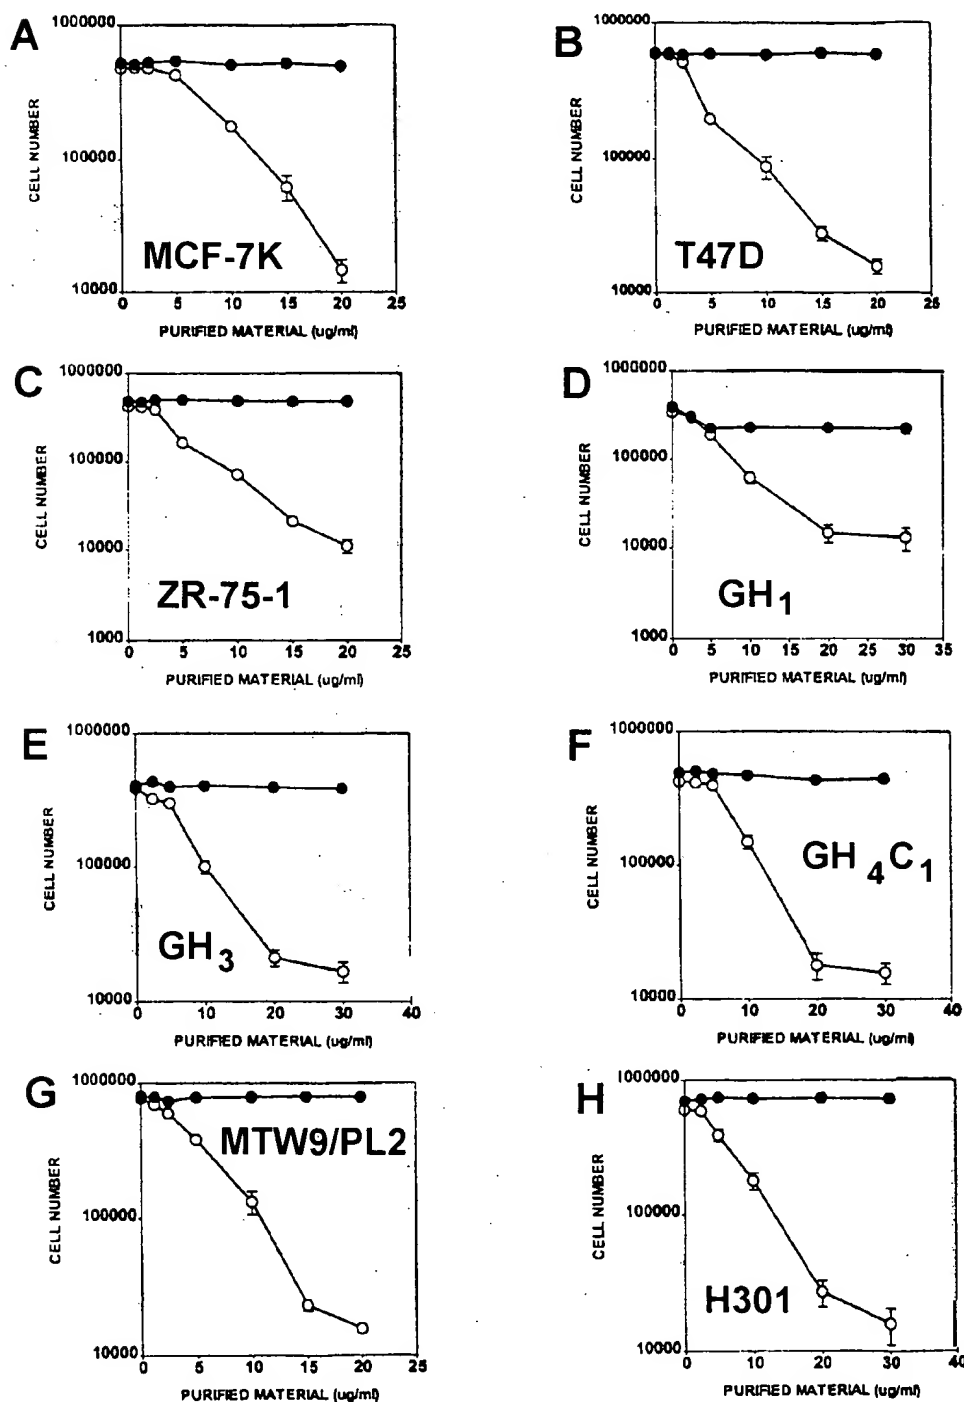 A
1000000
100000
10000
CELL NUMBER
MCF-7K
0 5 10 15 20 25
PURIFIED MATERIAL (ug/ml)
B
1000000
100000
10000
CELL NUMBER
T47D
0 5 10 1.5 20 25
PURIFIED MATERIAL (ug/ml)
C
1000000
100000
10000
1000
CELL NUMBER
ZR-75-1
0 5 10 15 20 25
PURIFIED MATERIAL (ug/ml)
D
1000000
100000
10000
1000
CELL NUMBER
GH1
0 5 10 15 20 25 30 35
PURIFIED MATERIAL (ug/ml)
E
1000000
100000
10000
CELL NUMBER
GH3
0 10 20 30 40
PURIFIED MATERIAL (ug/ml)
F
1000000
100000
10000
CELL NUMBER
GH4C1
0 10 20 30 40
PURIFIED MATERIAL (ug/ml)
G
1000000
100000
10000
CELL NUMBER
MTW9/PL2
0 5 10 15 20 25
PURIFIED MATERIAL (ug/ml)
H
1000000
100000
10000
CELL NUMBER
H301
0 10 20 30 40
PURIFIED MATERIAL (ug/ml)